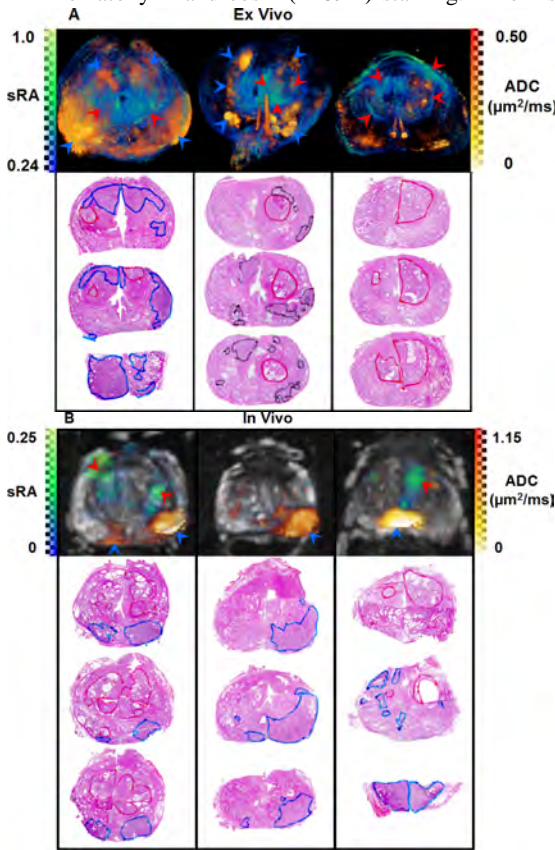 A
Ex Vivo
1.0
sRA
0.24
0.50
ADC
(µm²/ms)
0
B
In Vivo
0.25
sRA
0
1.15
ADC
(µm²/ms)
0